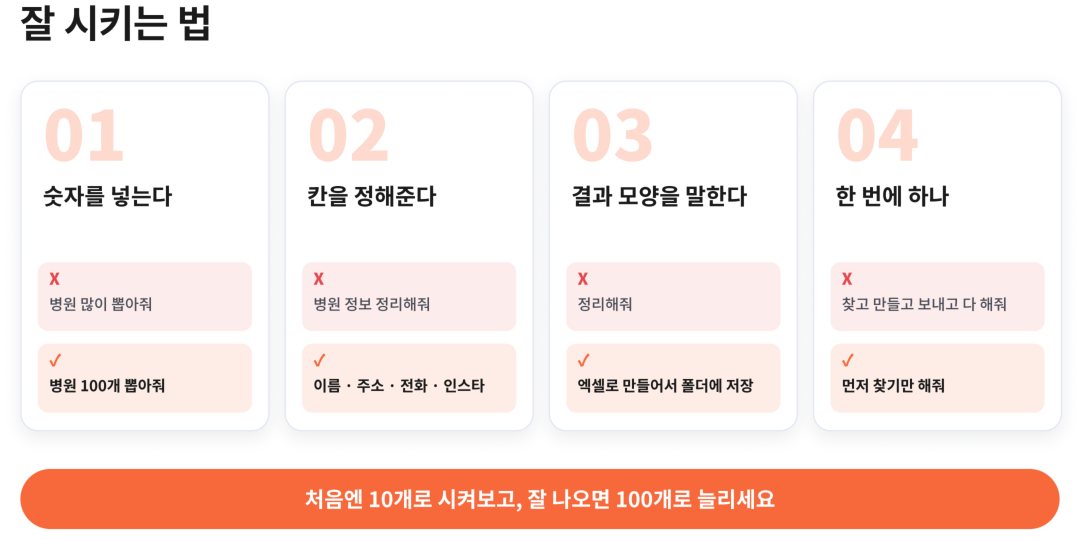 잘 시키는 법
01
숫자를 넣는다
X
병원 많이 뽑아줘
✓
병원 100개 뽑아줘
02
칸을 정해준다
X
병원 정보 정리해줘
✓
이름 · 주소 · 전화 · 인스타
03
결과 모양을 말한다
X
정리해줘
✓
엑셀로 만들어서 폴더에 저장
04
한 번에 하나
X
찾고 만들고 보내고 다 해줘
✓
먼저 찾기만 해줘
처음엔 10개로 시켜보고, 잘 나오면 100개로 늘리세요